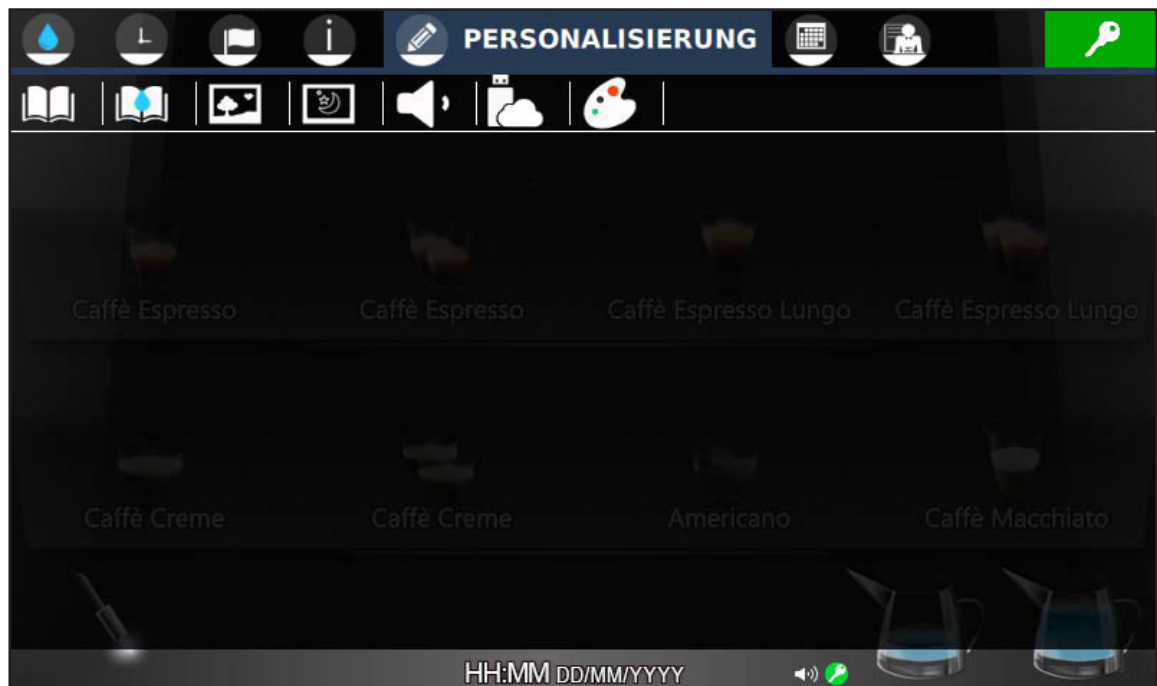 PERSONALISIERUNG
Caffè Espresso Caffè Espresso Caffè Espresso Lungo Caffè Espresso Lungo
Caffè Creme Caffè Creme Americano Caffè Macchiato
HH:MM DD/MM/YYYY